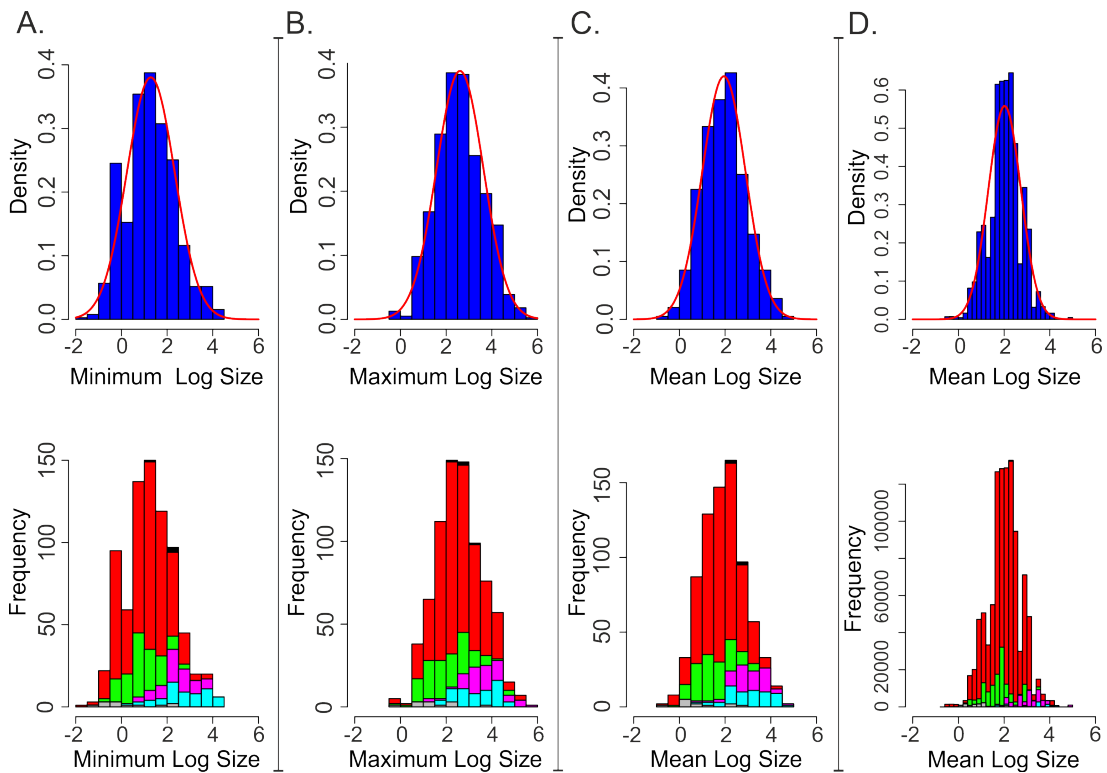 A.
B.
C.
D.
Density
0.0 0.1 0.2 0.3 0.4
-2 0 2 4 6
Minimum Log Size
Density
0.0 0.1 0.2 0.3 0.4
-2 0 2 4 6
Maximum Log Size
Density
0.0 0.1 0.2 0.3 0.4
-2 0 2 4 6
Mean Log Size
Density
0.0 0.1 0.2 0.3 0.4 0.5 0.6
-2 0 2 4 6
Mean Log Size
Frequency
0 50 100 150
-2 0 2 4 6
Minimum Log Size
Frequency
0 50 100 150
-2 0 2 4 6
Maximum Log Size
Frequency
0 50 100 150
-2 0 2 4 6
Mean Log Size
Frequency
0 20000 60000 100000
-2 0 2 4 6
Mean Log Size